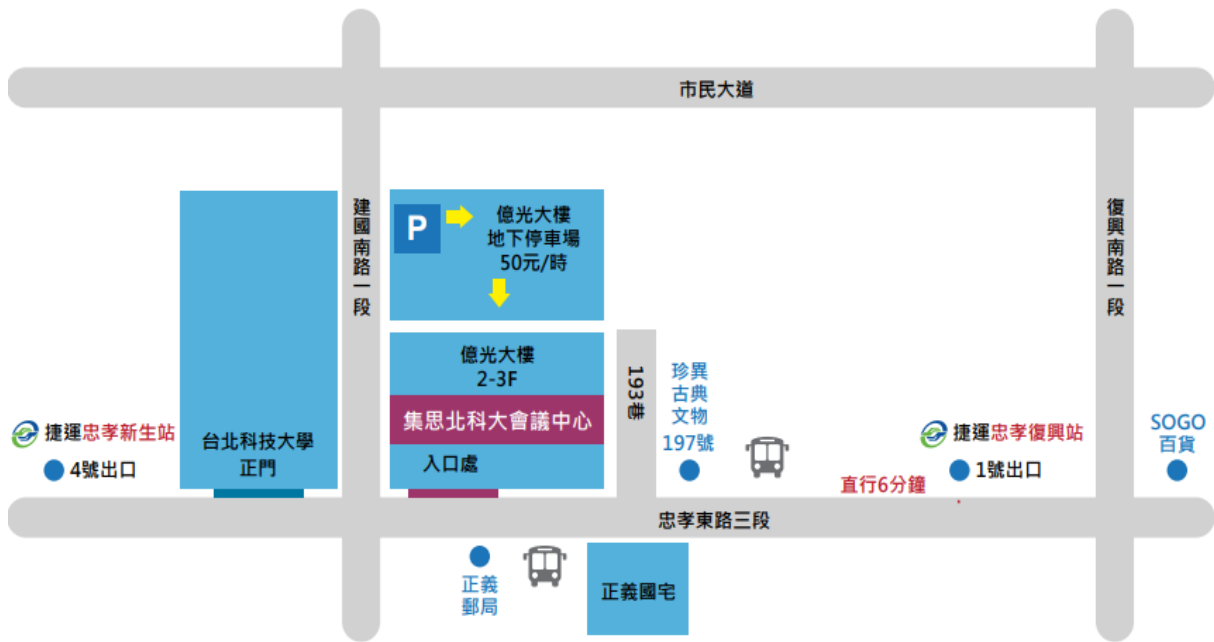 市民大道
建國南路一段
復興南路一段
P
億光大樓
地下停車場
50元/時
億光大樓
2-3F
集思北科大會議中心
入口處
193巷
珍異
古典
文物
197號
捷運忠孝新生站
4號出口
台北科技大學
正門
捷運忠孝復興站
1號出口
直行6分鐘
SOGO
百貨
忠孝東路三段
正義
郵局
正義國宅